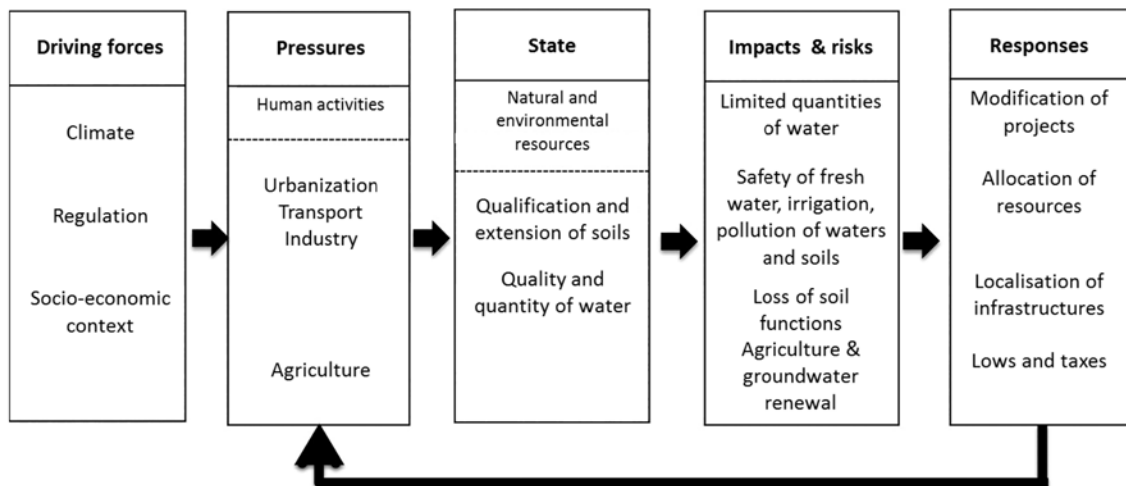 Driving forces
Climate
Regulation
Socio-economic
context
Pressures
Human activities
Urbanization
Transport
Industry
Agriculture
State
Natural and
environmental
resources
Qualification and
extension of soils
Quality and
quantity of water
Impacts & risks
Limited quantities
of water
Safety of fresh
water, irrigation,
pollution of waters
and soils
Loss of soil
functions
Agriculture &
groundwater
renewal
Responses
Modification of
projects
Allocation of
resources
Localisation of
infrastructures
Lows and taxes